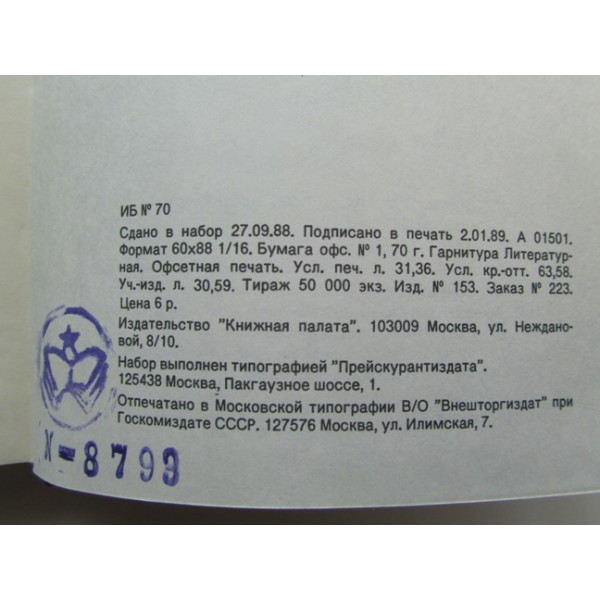 ИБ № 70
Сдано в набор 27.09.88. Подписано в печать 2.01.89. А 01501.
Формат 60х88 1/16. Бумага офс. № 1, 70 г. Гарнитура Литератур-
ная. Офсетная печать. Усл. печ. л. 31,36. Усл. кр.-отт. 63,58.
Уч.-изд. л. 30,59. Тираж 50 000 экз. Изд. № 153. Заказ № 223.
Цена 6 р.
Издательство "Книжная палата". 103009 Москва, ул. Неждано-
вой, 8/10.
Набор выполнен типографией "Прейскурантиздата".
125438 Москва, Пакгаузное шоссе, 1.
Отпечатано в Московской типографии В/О "Внешторгиздат" при
Госкомиздате СССР. 127576 Москва, ул. Илимская, 7.
X-8799